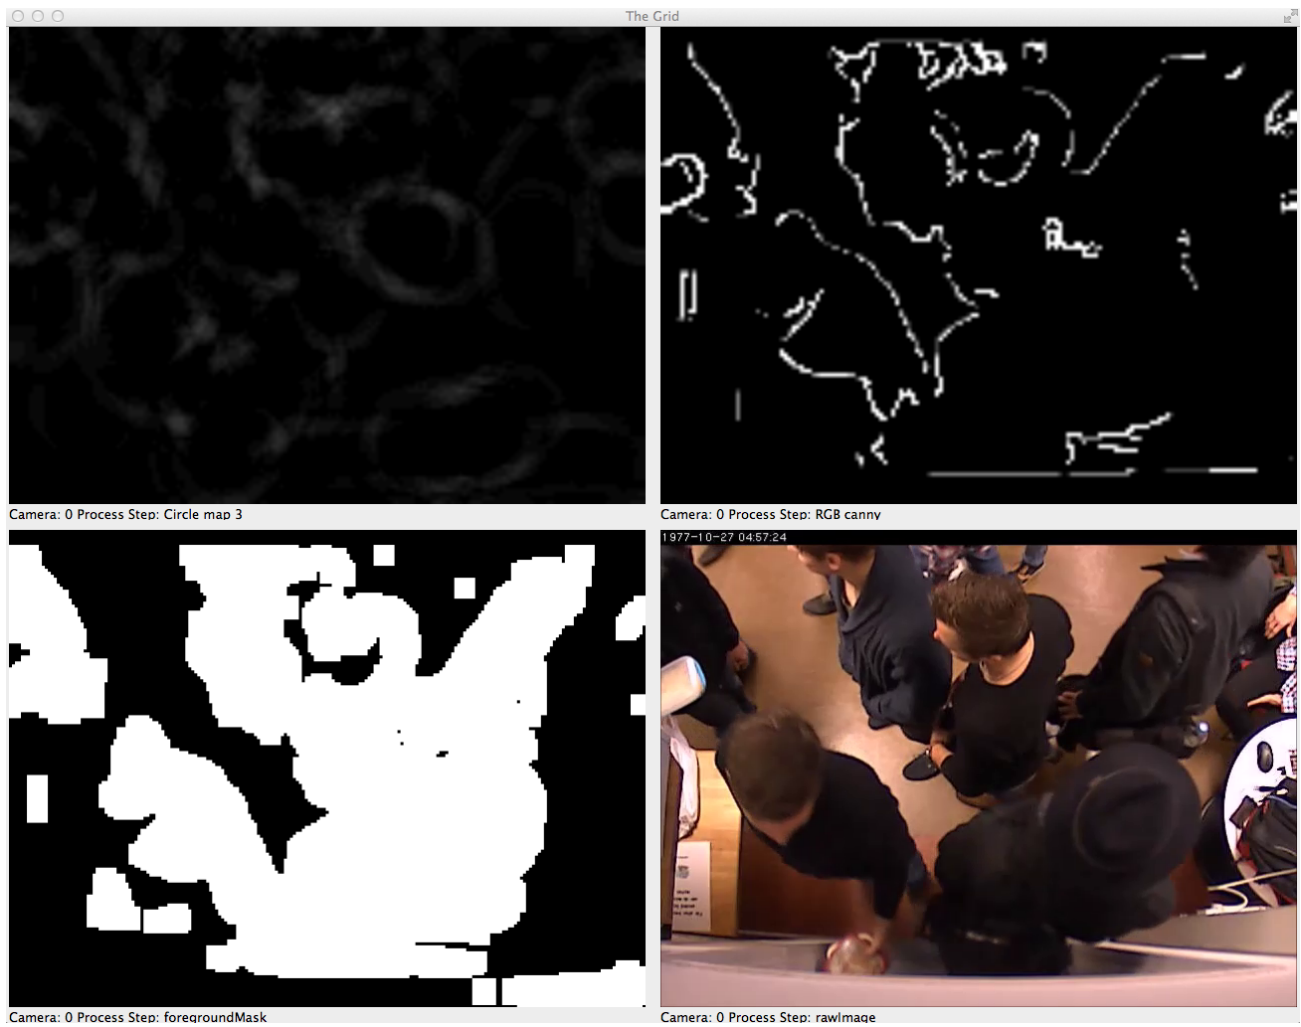 The Grid
Camera: 0 Process Step: Circle map 3
Camera: 0 Process Step: RGB canny
1977-10-27 04:57:24
Camera: 0 Process Step: foregroundMask
Camera: 0 Process Step: rawImage